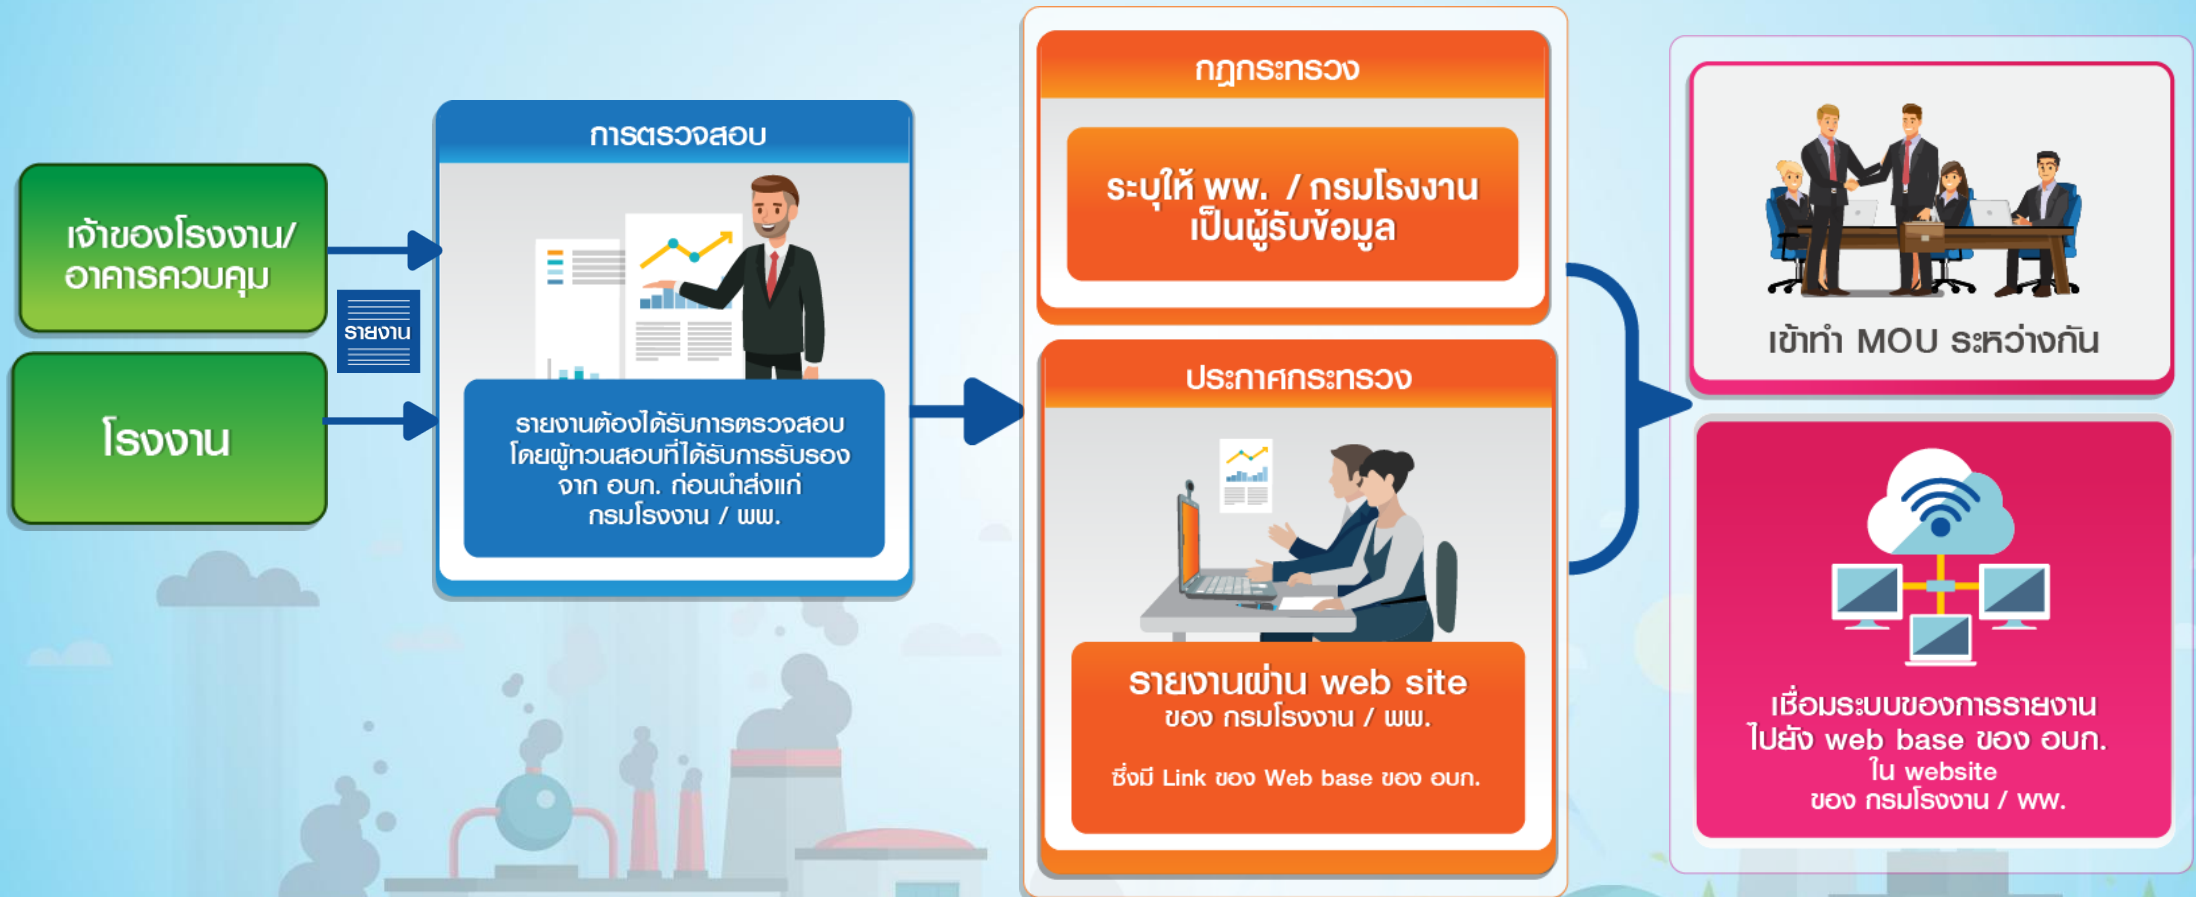 เจ้าของโรงงาน/
อาคารควบคุม
โรงงาน
รายงาน
การตรวจสอบ
รายงานต้องได้รับการตรวจสอบ
โดยผู้ทวนสอบที่ได้รับการรับรอง
จาก อบก. ก่อนนำส่งแก่
กรมโรงงาน / พพ.
กฎกระทรวง
ระบุให้ พพ. / กรมโรงงาน
เป็นผู้รับข้อมูล
ประกาศกระทรวง
รายงานผ่าน web site
ของ กรมโรงงาน / พพ.
ซึ่งมี Link ของ Web base ของ อบก.
เข้าทำ MOU ระหว่างกัน
เชื่อมระบบของการรายงาน
ไปยัง web base ของ อบก.
ใน website
ของ กรมโรงงาน / พพ.